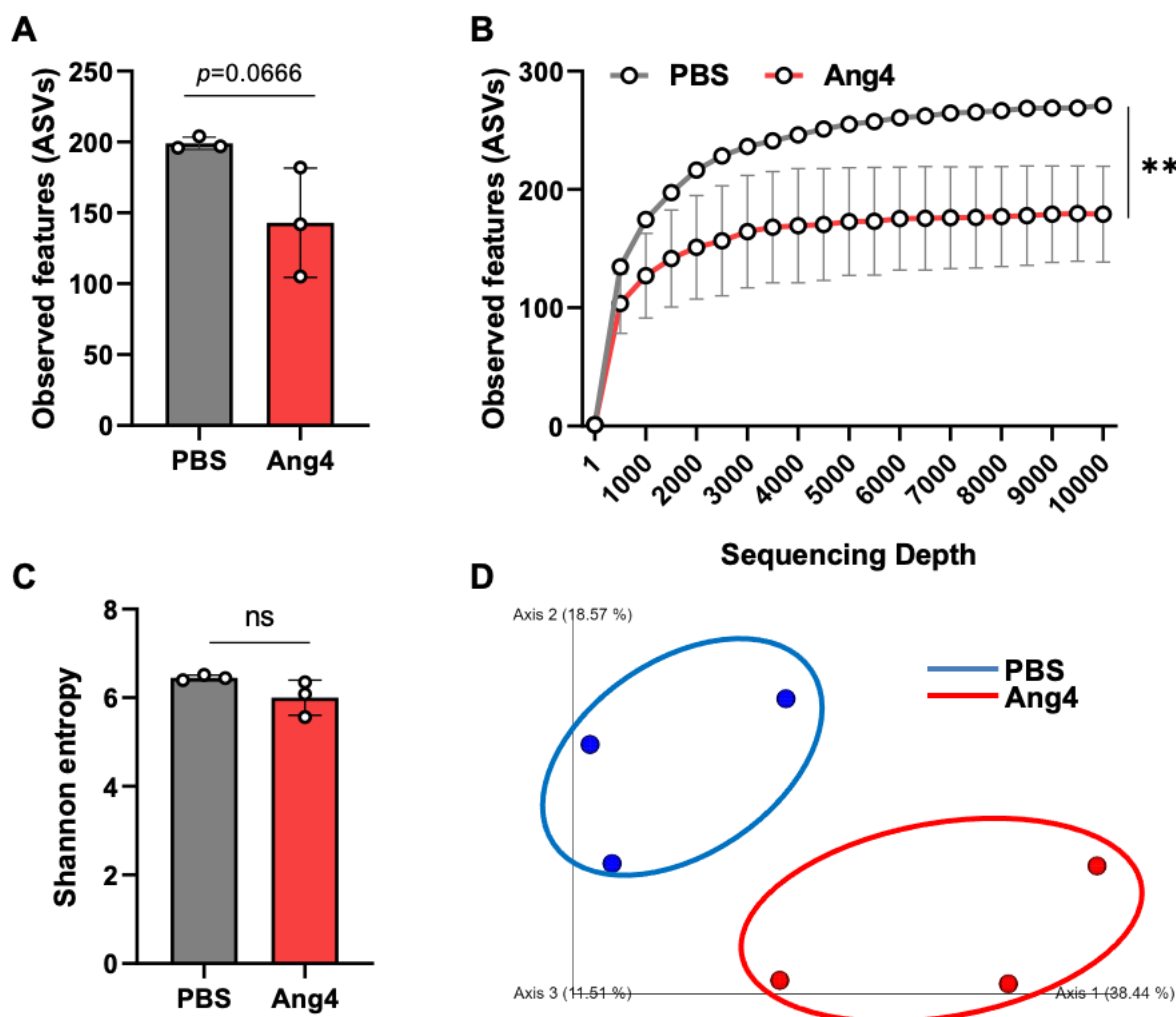 A
Observed features (ASVs)
250
200
150
100
50
0
p=0.0666
PBS
Ang4
B
Observed features (ASVs)
300
200
100
0
PBS
Ang4
**
1
1000
2000
3000
4000
5000
6000
7000
8000
9000
10000
Sequencing Depth
C
Shannon entropy
8
6
4
2
0
ns
PBS
Ang4
D
Axis 2 (18.57 %)
PBS
Ang4
Axis 3 (11.51 %)
Axis 1 (38.44 %)